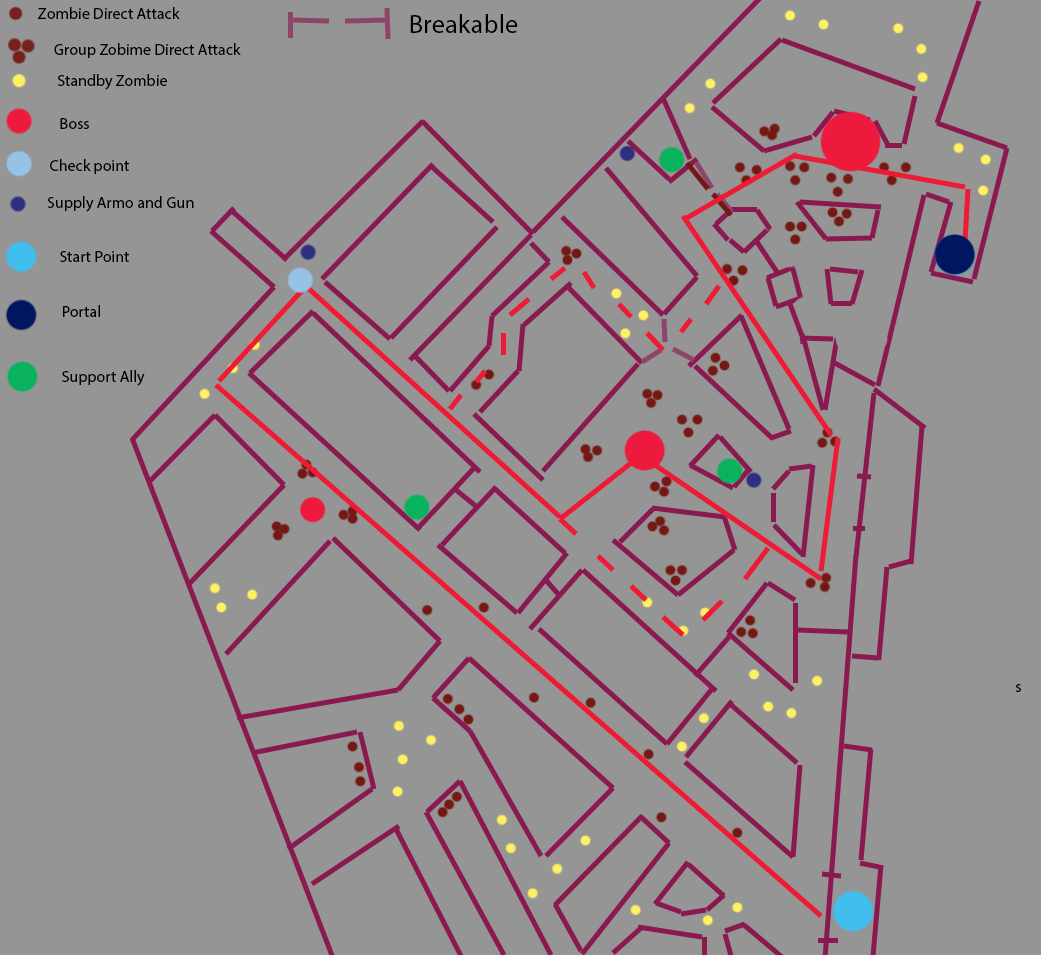 Zombie Direct Attack
Breakable
Group Zobime Direct Attack
Standby Zombie
Boss
Check point
Supply Armo and Gun
Start Point
Portal
Support Ally
s